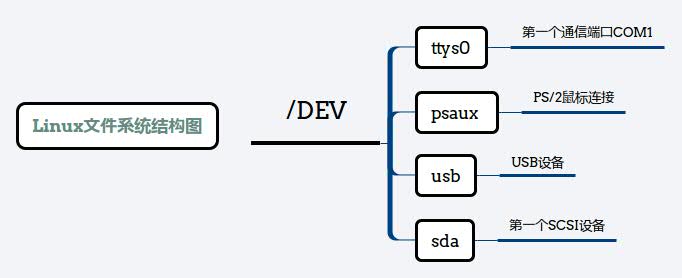 Linux文件系统结构图
/DEV
ttys0
第一个通信端口COM1
psaux
PS/2鼠标连接
usb
USB设备
sda
第一个SCSI设备